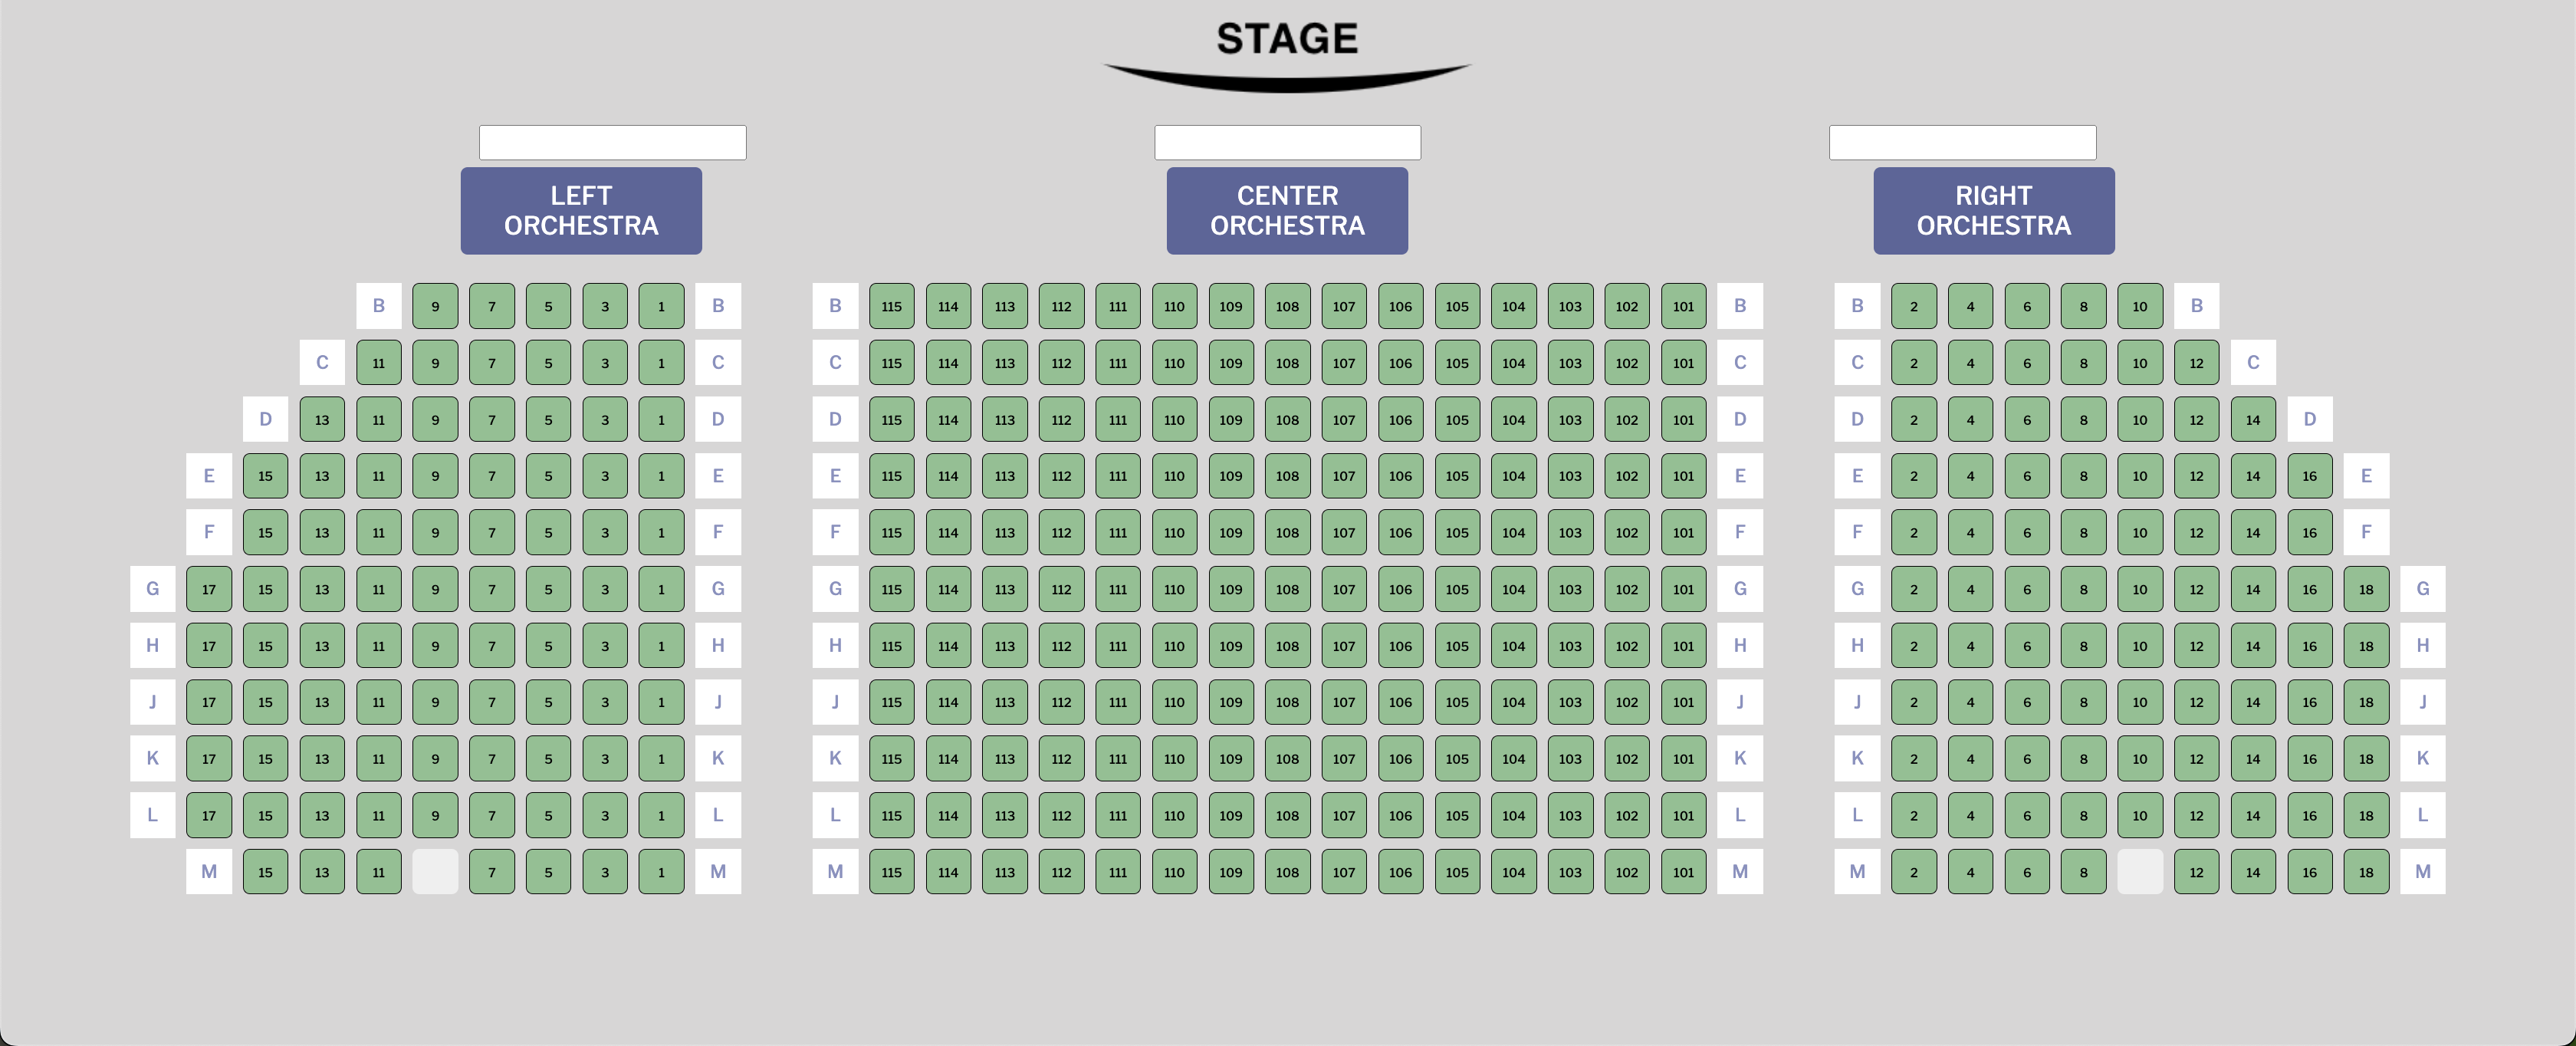 STAGE
LEFT ORCHESTRA
CENTER ORCHESTRA
RIGHT ORCHESTRA
B 9 7 5 3 1 B B 115 114 113 112 111 110 109 108 107 106 105 104 103 102 101 B B 2 4 6 8 10 B
C 11 9 7 5 3 1 C C 115 114 113 112 111 110 109 108 107 106 105 104 103 102 101 C C 2 4 6 8 10 12 C
D 13 11 9 7 5 3 1 D D 115 114 113 112 111 110 109 108 107 106 105 104 103 102 101 D D 2 4 6 8 10 12 14 D
E 15 13 11 9 7 5 3 1 E E 115 114 113 112 111 110 109 108 107 106 105 104 103 102 101 E E 2 4 6 8 10 12 14 16 E
F 15 13 11 9 7 5 3 1 F F 115 114 113 112 111 110 109 108 107 106 105 104 103 102 101 F F 2 4 6 8 10 12 14 16 F
G 17 15 13 11 9 7 5 3 1 G G 115 114 113 112 111 110 109 108 107 106 105 104 103 102 101 G G 2 4 6 8 10 12 14 16 18 G
H 17 15 13 11 9 7 5 3 1 H H 115 114 113 112 111 110 109 108 107 106 105 104 103 102 101 H H 2 4 6 8 10 12 14 16 18 H
J 17 15 13 11 9 7 5 3 1 J J 115 114 113 112 111 110 109 108 107 106 105 104 103 102 101 J J 2 4 6 8 10 12 14 16 18 J
K 17 15 13 11 9 7 5 3 1 K K 115 114 113 112 111 110 109 108 107 106 105 104 103 102 101 K K 2 4 6 8 10 12 14 16 18 K
L 17 15 13 11 9 7 5 3 1 L L 115 114 113 112 111 110 109 108 107 106 105 104 103 102 101 L L 2 4 6 8 10 12 14 16 18 L
M 15 13 11 7 5 3 1 M M 115 114 113 112 111 110 109 108 107 106 105 104 103 102 101 M M 2 4 6 8 12 14 16 18 M